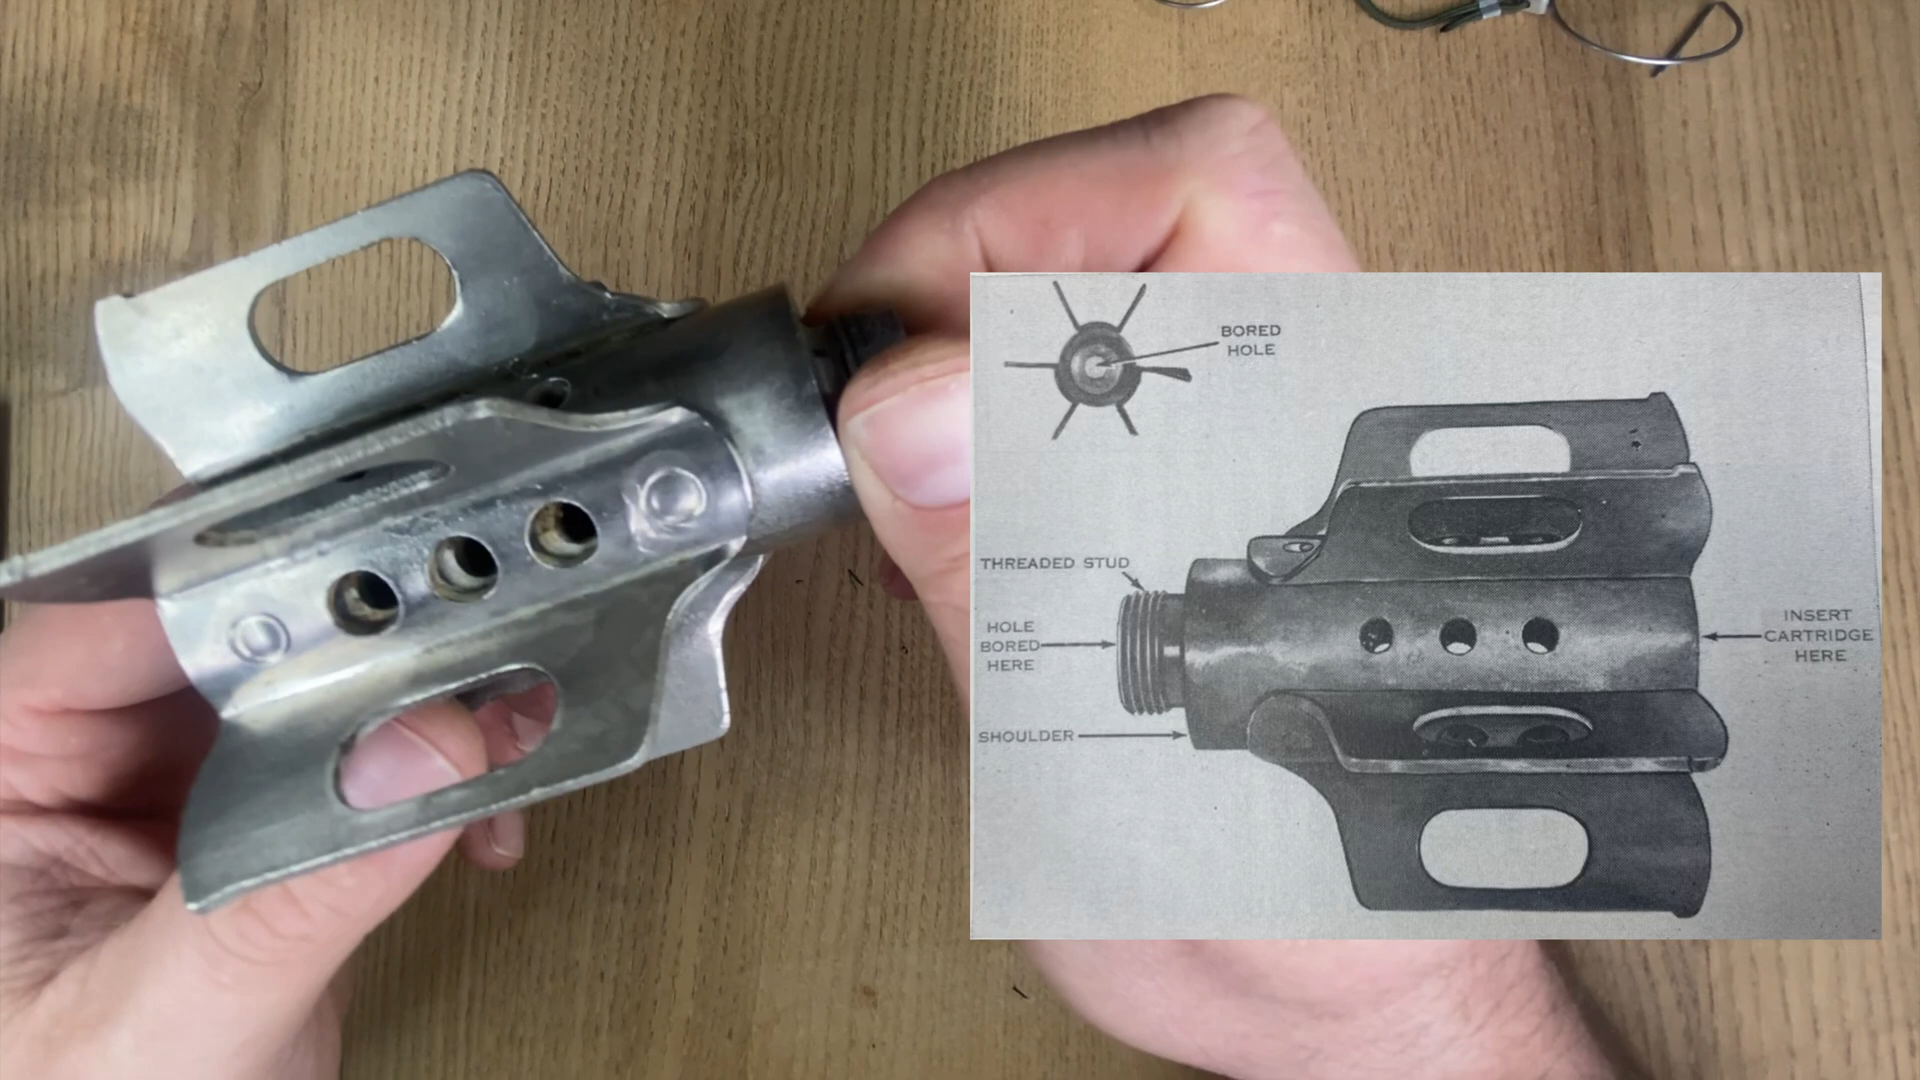 BORED
HOLE
THREADED STUD
HOLE
BORED
HERE
SHOULDER
INSERT
CARTRIDGE
HERE